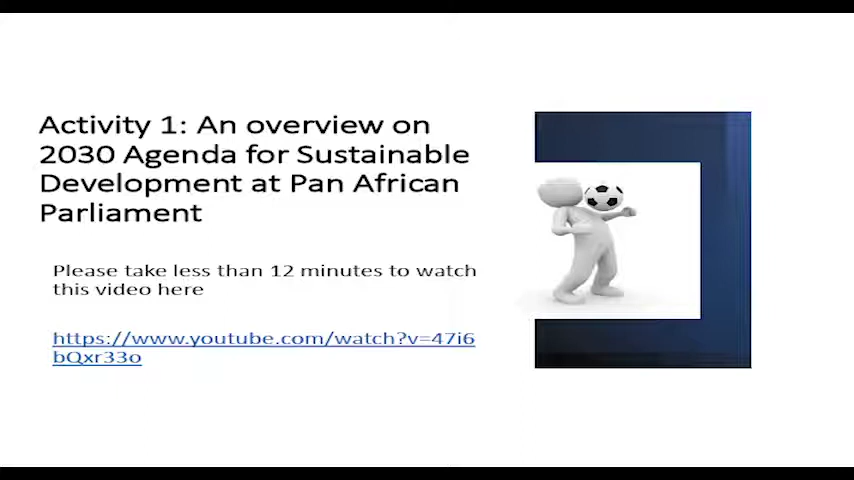 Activity 1: An overview on
2030 Agenda for Sustainable
Development at Pan African
Parliament
Please take less than 12 minutes to watch
this video here
https://www.youtube.com/watch?v=47i6
bQxr33o